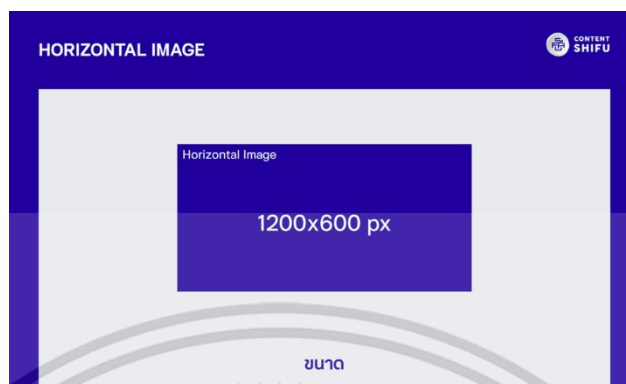 HORIZONTAL IMAGE
CONTENT
SHIFU
Horizontal Image
1200x600 px
ขนาด